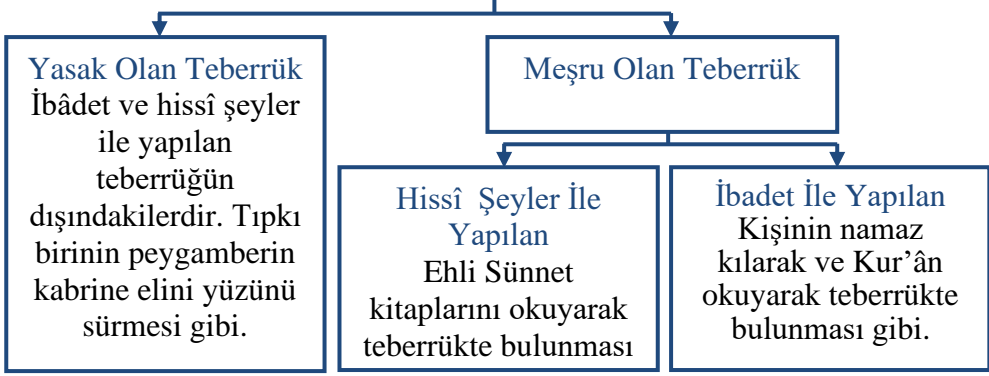 Yasak Olan Teberrük
İbâdet ve hissî şeyler
ile yapılan
teberrüğün
dışındakilerdir. Tıpkı
birinin peygamberin
kabrine elini yüzünü
sürmesi gibi.
Meşru Olan Teberrük
Hissî Şeyler İle
Yapılan
Ehli Sünnet
kitaplarını okuyarak
teberrükte bulunması
İbadet İle Yapılan
Kişinin namaz
kılarak ve Kur’ân
okuyarak teberrükte
bulunması gibi.